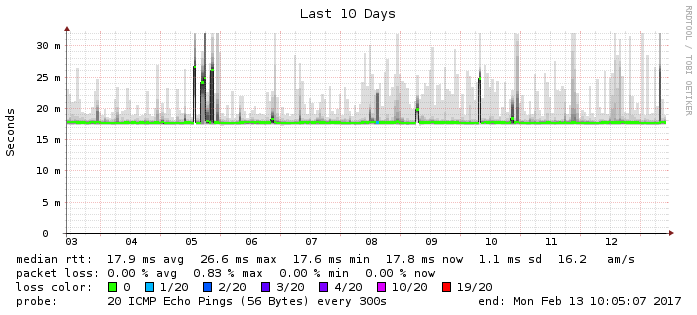 Last 10 Days
RRDTOOL / TOBI OETIKER
Seconds
30 m
25 m
20 m
15 m
10 m
5 m
0
03 04 05 06 07 08 09 10 11 12
median rtt: 17.9 ms avg 26.6 ms max 17.6 ms min 17.8 ms now 1.1 ms sd 16.2 am/s
packet loss: 0.00 % avg 0.83 % max 0.00 % min 0.00 % now
loss color: 0 1/20 2/20 3/20 4/20 10/20 19/20
probe: 20 ICMP Echo Pings (56 Bytes) every 300s end: Mon Feb 13 10:05:07 2017